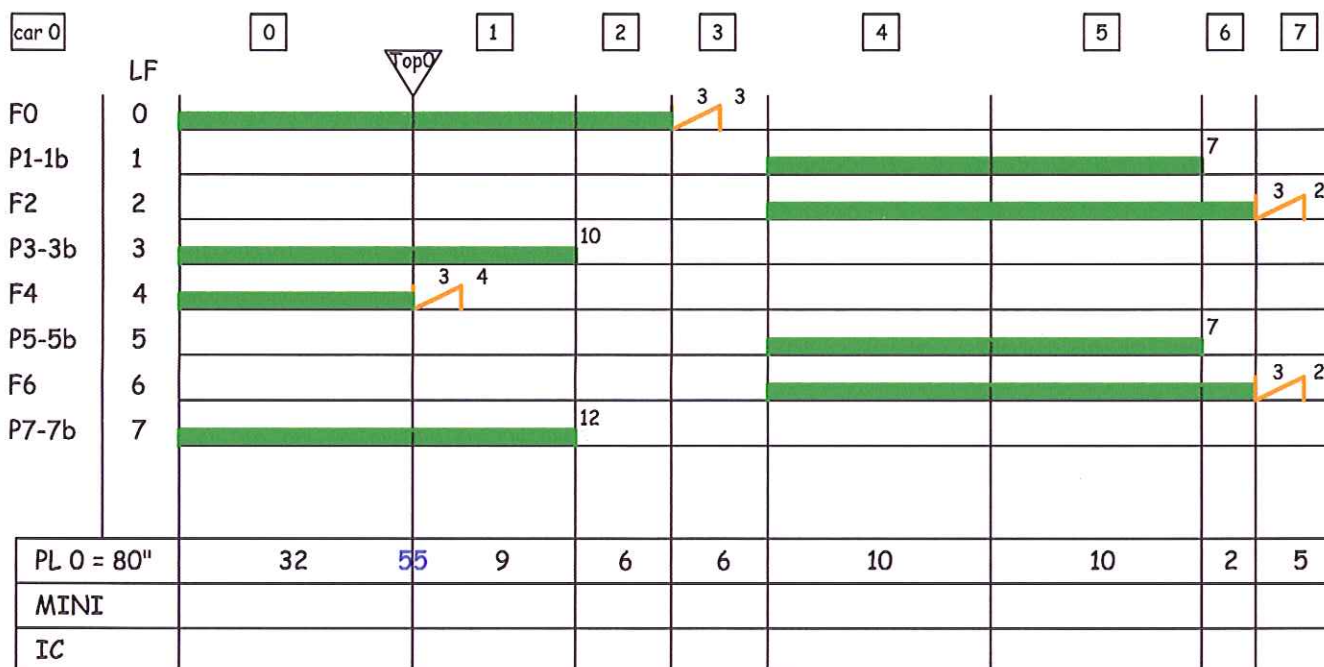 car 0 0 1 2 3 4 5 6 7
LF Top0
F0 0 3 3
P1-1b 1 7
F2 2 3 2
P3-3b 3 10
F4 4 3 4
P5-5b 5 7
F6 6 3 2
P7-7b 7 12
PL 0 = 80" 32 55 9 6 6 10 10 2 5
MINI
IC